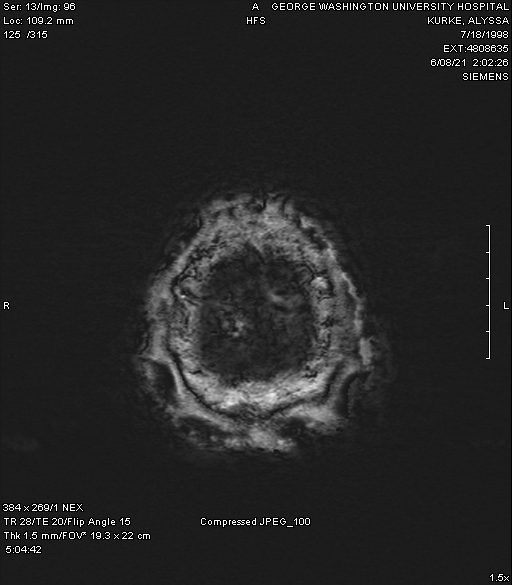 Ser: 13/Img: 96
Loc: 109.2 mm
125 /315
A GEORGE WASHINGTON UNIVERSITY HOSPITAL
HFS KURKE, ALYSSA
7/18/1998
EXT:4808635
6/08/21 2:02:26
SIEMENS
R
L
384 x 269/1 NEX
TR 28/TE 20/Flip Angle 15
Thk 1.5 mm/FOV* 19.3 x 22 cm
5:04:42
Compressed JPEG_100
1.5x